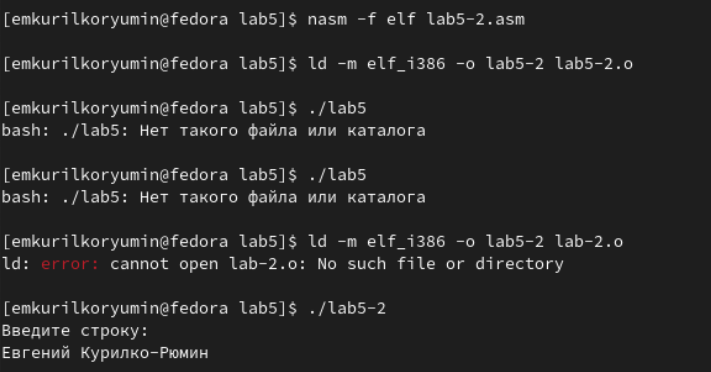 [emkurilkoryumin@fedora lab5]$ nasm -f elf lab5-2.asm
[emkurilkoryumin@fedora lab5]$ ld -m elf_i386 -o lab5-2 lab5-2.o
[emkurilkoryumin@fedora lab5]$ ./lab5
bash: ./lab5: Нет такого файла или каталога
[emkurilkoryumin@fedora lab5]$ ./lab5
bash: ./lab5: Нет такого файла или каталога
[emkurilkoryumin@fedora lab5]$ ld -m elf_i386 -o lab5-2 lab-2.o
ld: error: cannot open lab-2.o: No such file or directory
[emkurilkoryumin@fedora lab5]$ ./lab5-2
Введите строку:
Евгений Курилко-Рюмин